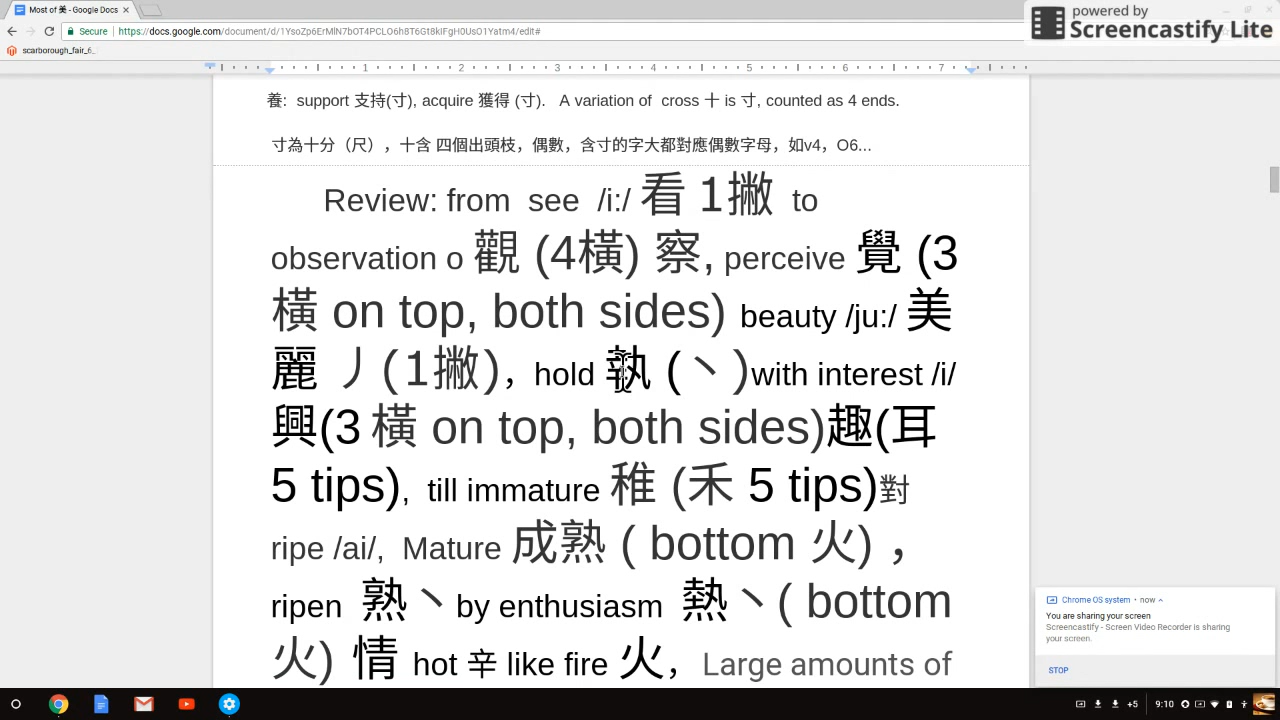 Most of 美 - Google Docs
powered by
Screencastify Lite
Secure
scarborough_fair_6_
1 2 3 4 5 6 7
養: support 支持(寸), acquire 獲得 (寸). A variation of cross 十 is 寸, counted as 4 ends.
寸為十分（尺），十含 四個出頭枝，偶數，含寸的字大都對應偶數字母，如v4，O6...
Review: from see /i:/ 看 1撇 to
observation o 觀 (4橫) 察, perceive 覺 (3
橫 on top, both sides) beauty /ju:/ 美
麗 丿(1撇)，hold 執 (丶)with interest /i/
興(3 橫 on top, both sides)趣(耳
5 tips), till immature 稚 (禾 5 tips)對
ripe /ai/, Mature 成熟 ( bottom 火) ，
ripen 熟丶by enthusiasm 熱丶( bottom
火) 情 hot 辛 like fire 火， Large amounts of
Chrome OS system • now
You are sharing your screen
Screencastify - Screen Video Recorder is sharing
your screen.
STOP
+5
9:10